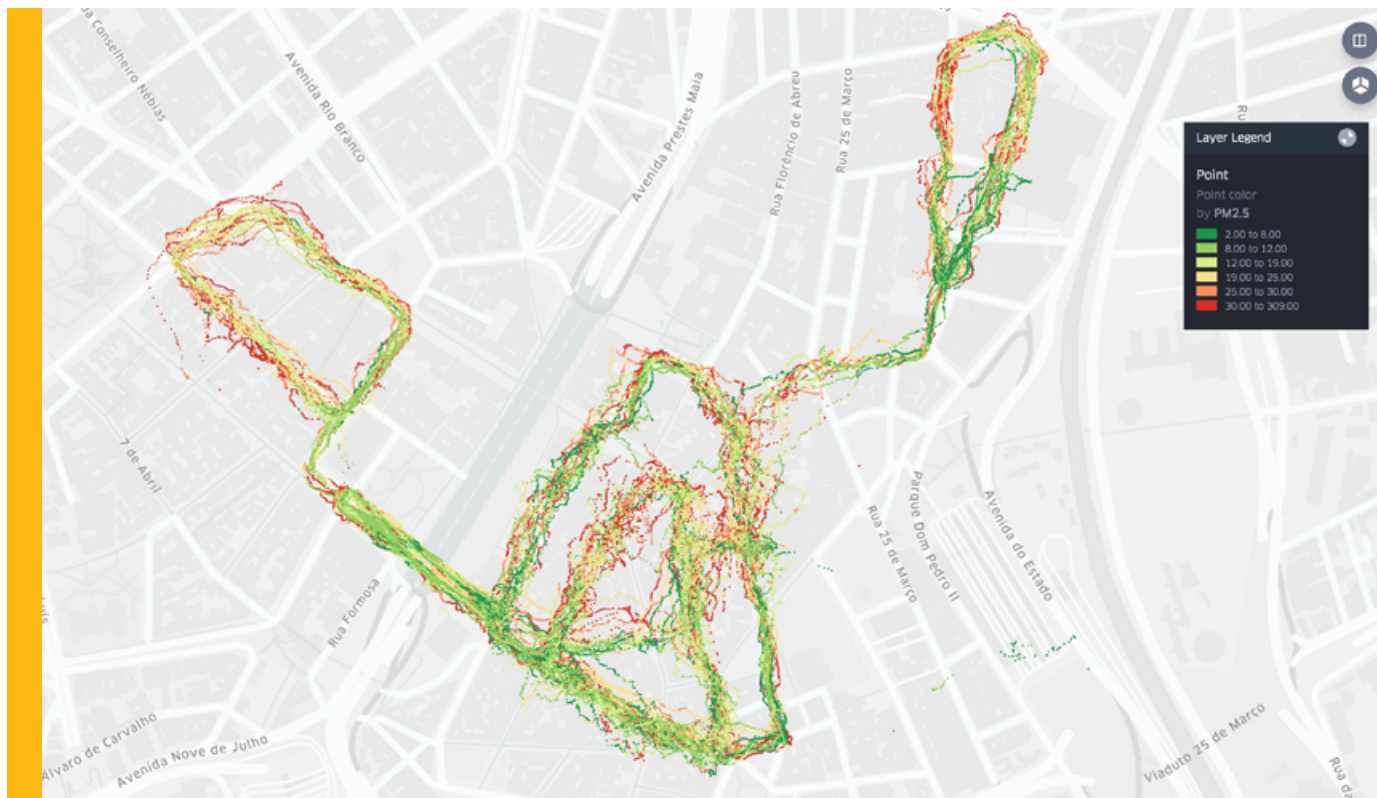 Conselheiro Nébias
Avenida Rio Branco
Avenida Prestes Maia
Rua Florêncio de Abreu
Rua 25 de Março
Layer Legend
Point
Point color
by PM2.5
2.00 to 8.00
8.00 to 12.00
12.00 to 19.00
19.00 to 25.00
25.00 to 30.00
30.00 to 309.00
7 de Abril
Rua Formosa
Rua 25 de Março
Parque Dom Pedro II
Avenida do Estado
Álvaro de Carvalho
Avenida Nove de Julho
Viaduto 25 de Março
Rua da